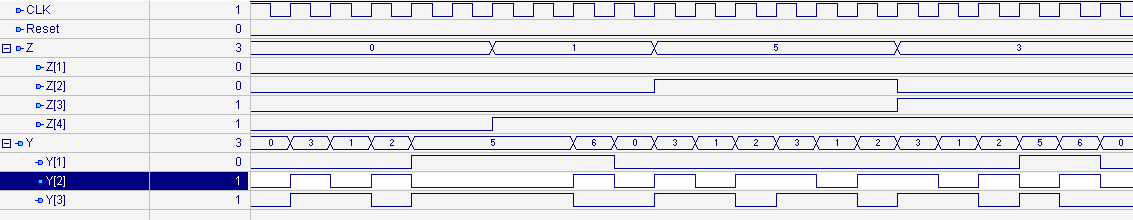 CLK 1
Reset 0
Z 3 0 1 5 3
Z[1] 0
Z[2] 0
Z[3] 1
Z[4] 1
Y 3 0 3 1 2 5 6 0 3 1 2 3 1 2 3 1 2 5 6 0
Y[1] 0
Y[2] 1
Y[3] 1